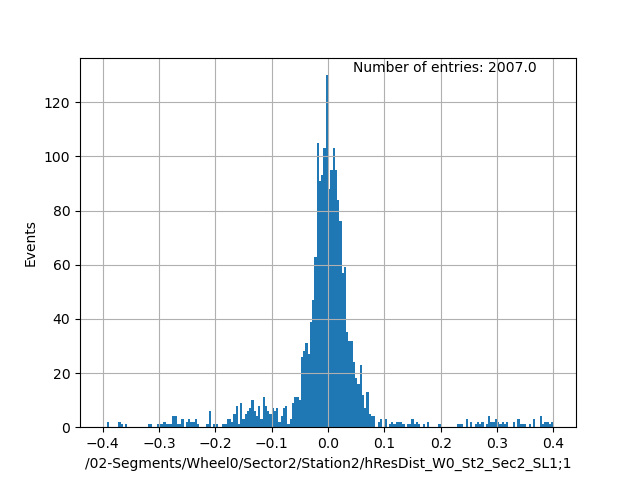 Number of entries: 2007.0
120
100
80
60
40
20
0
Events
−0.4 −0.3 −0.2 −0.1 0.0 0.1 0.2 0.3 0.4
/02-Segments/Wheel0/Sector2/Station2/hResDist_W0_St2_Sec2_SL1;1